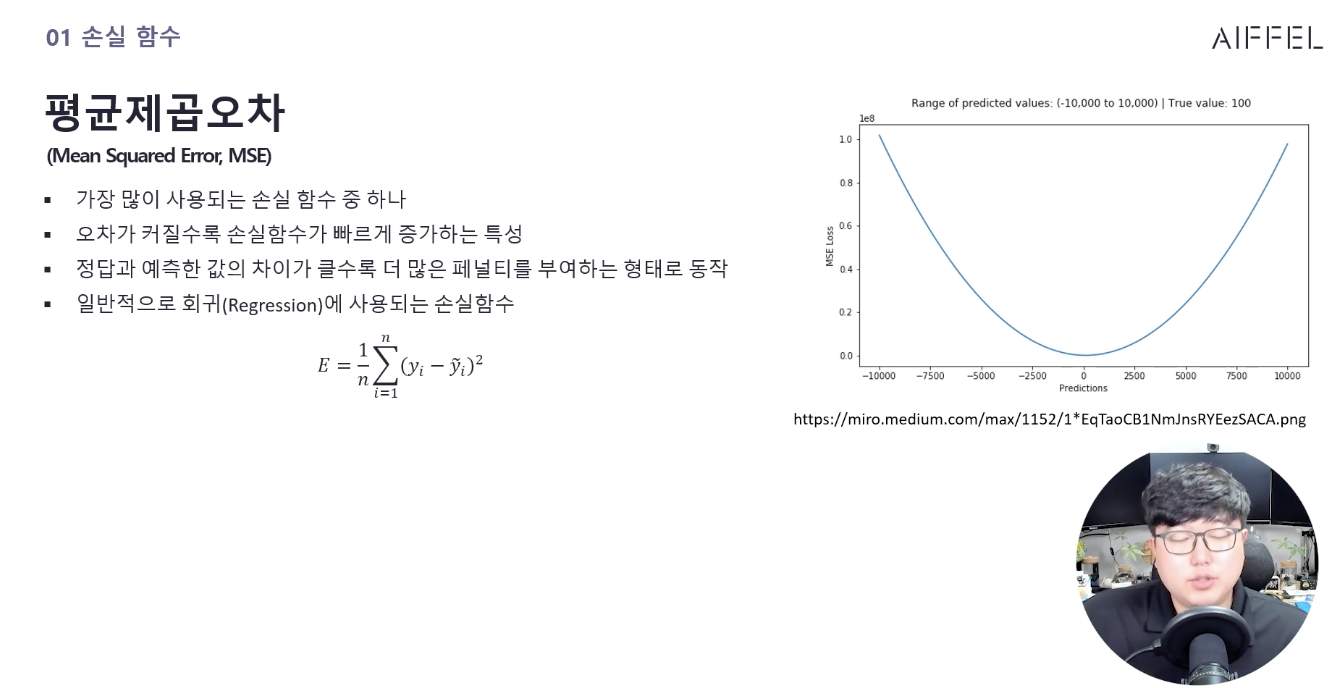 01 손실 함수
AIFFEL
평균제곱오차
(Mean Squared Error, MSE)
▪ 가장 많이 사용되는 손실 함수 중 하나
▪ 오차가 커질수록 손실함수가 빠르게 증가하는 특성
▪ 정답과 예측한 값의 차이가 클수록 더 많은 페널티를 부여하는 형태로 동작
▪ 일반적으로 회귀(Regression)에 사용되는 손실함수
E = \frac{1}{n} \sum_{i=1}^{n} (y_i - ỹ_i)^2
Range of predicted values: (-10,000 to 10,000) | True value: 100
1e8
1.0
0.8
0.6
0.4
0.2
0.0
MSE Loss
−10000 −7500 −5000 −2500 0 2500 5000 7500 10000
Predictions
https://miro.medium.com/max/1152/1*EqTaoCB1NmJnsRYEezSACA.png